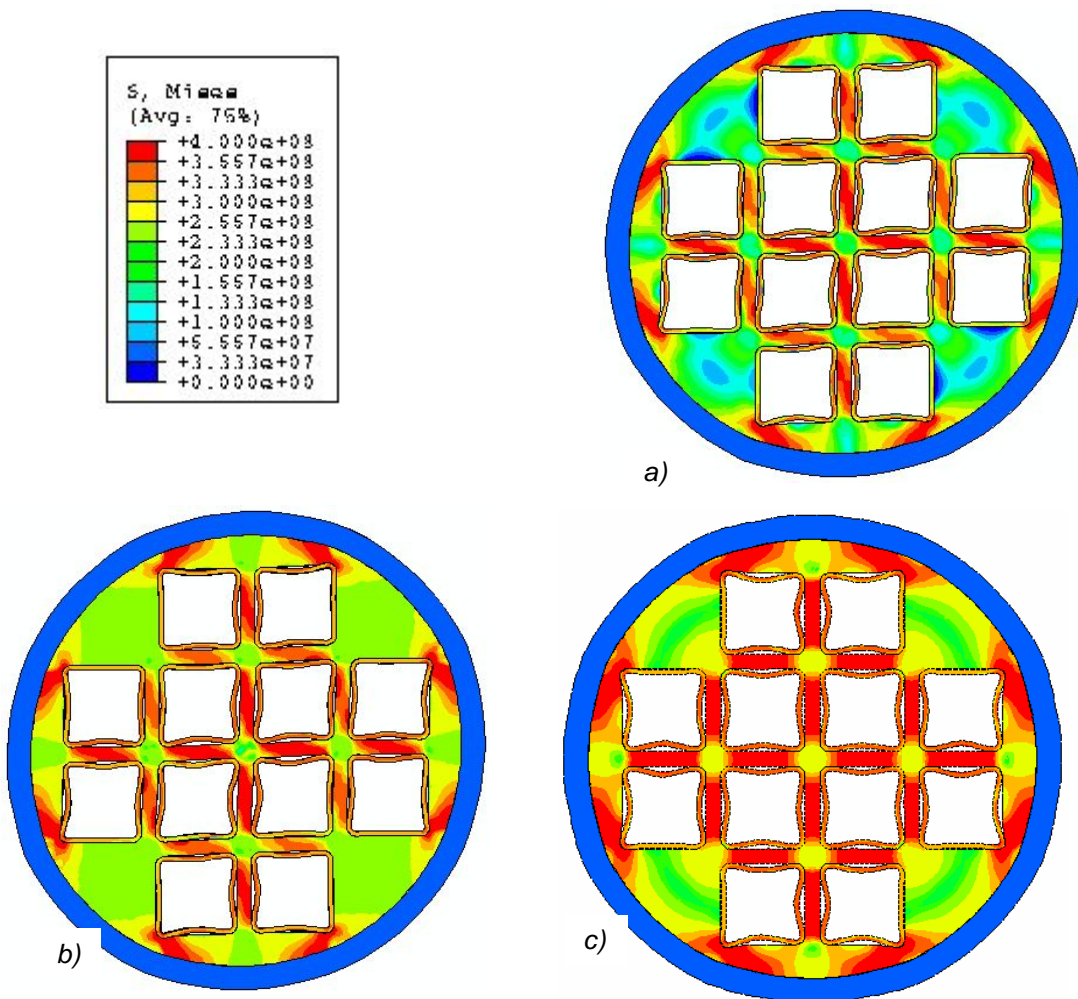 S, Mises
(Avg: 75%)
+4.000e+08
+3.667e+08
+3.333e+08
+3.000e+08
+2.667e+08
+2.333e+08
+2.000e+08
+1.667e+08
+1.333e+08
+1.000e+08
+6.667e+07
+3.333e+07
+0.000e+00
a)
b)
c)